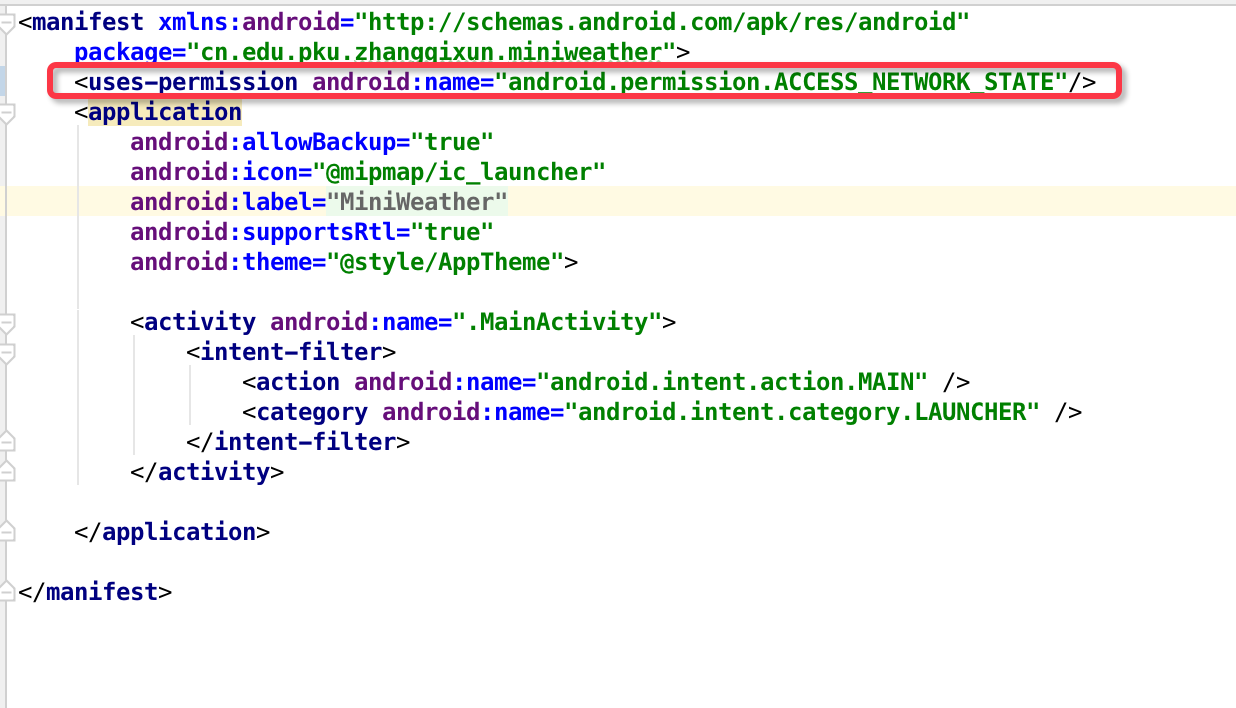 <manifest xmlns:android="http://schemas.android.com/apk/res/android"
package="cn.edu.pku.zhangqixun.miniweather">
<uses-permission android:name="android.permission.ACCESS_NETWORK_STATE"/>
<application
android:allowBackup="true"
android:icon="@mipmap/ic_launcher"
android:label="MiniWeather"
android:supportsRtl="true"
android:theme="@style/AppTheme">
<activity android:name=".MainActivity">
<intent-filter>
<action android:name="android.intent.action.MAIN" />
<category android:name="android.intent.category.LAUNCHER" />
</intent-filter>
</activity>
</application>
</manifest>